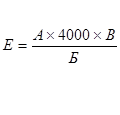 E = А × 4000 × В / Б